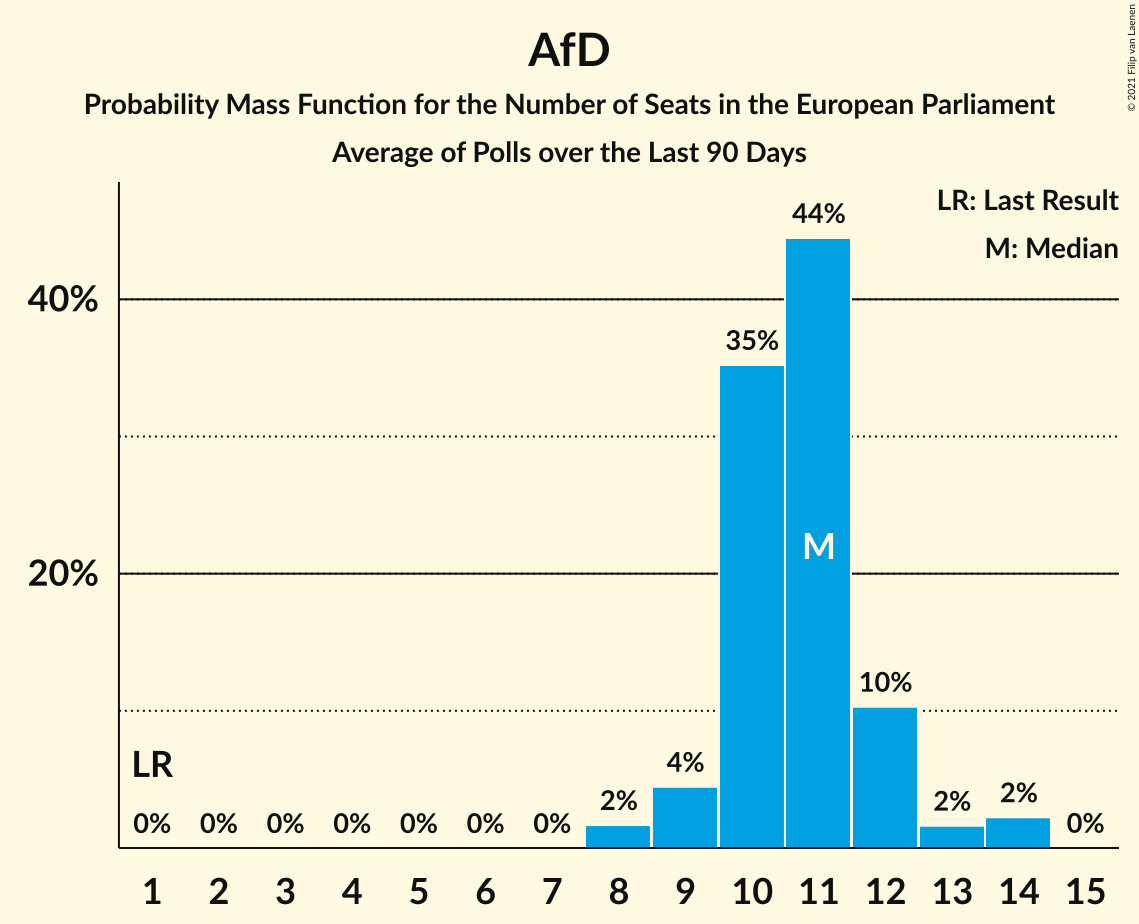 AfD
Probability Mass Function for the Number of Seats in the European Parliament
Average of Polls over the Last 90 Days
© 2021 Filip van Laenen
LR: Last Result
M: Median
44%
40%
35%
M
20%
10%
LR
4%
2%
2%
2%
0% 0% 0% 0% 0% 0% 0% 0%
1 2 3 4 5 6 7 8 9 10 11 12 13 14 15